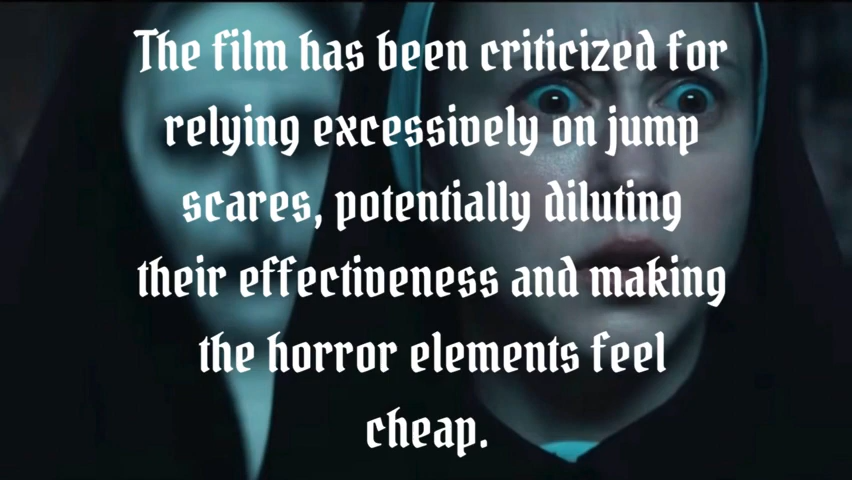 The film has been criticized for
relying excessively on jump
scares, potentially diluting
their effectiveness and making
the horror elements feel
cheap.